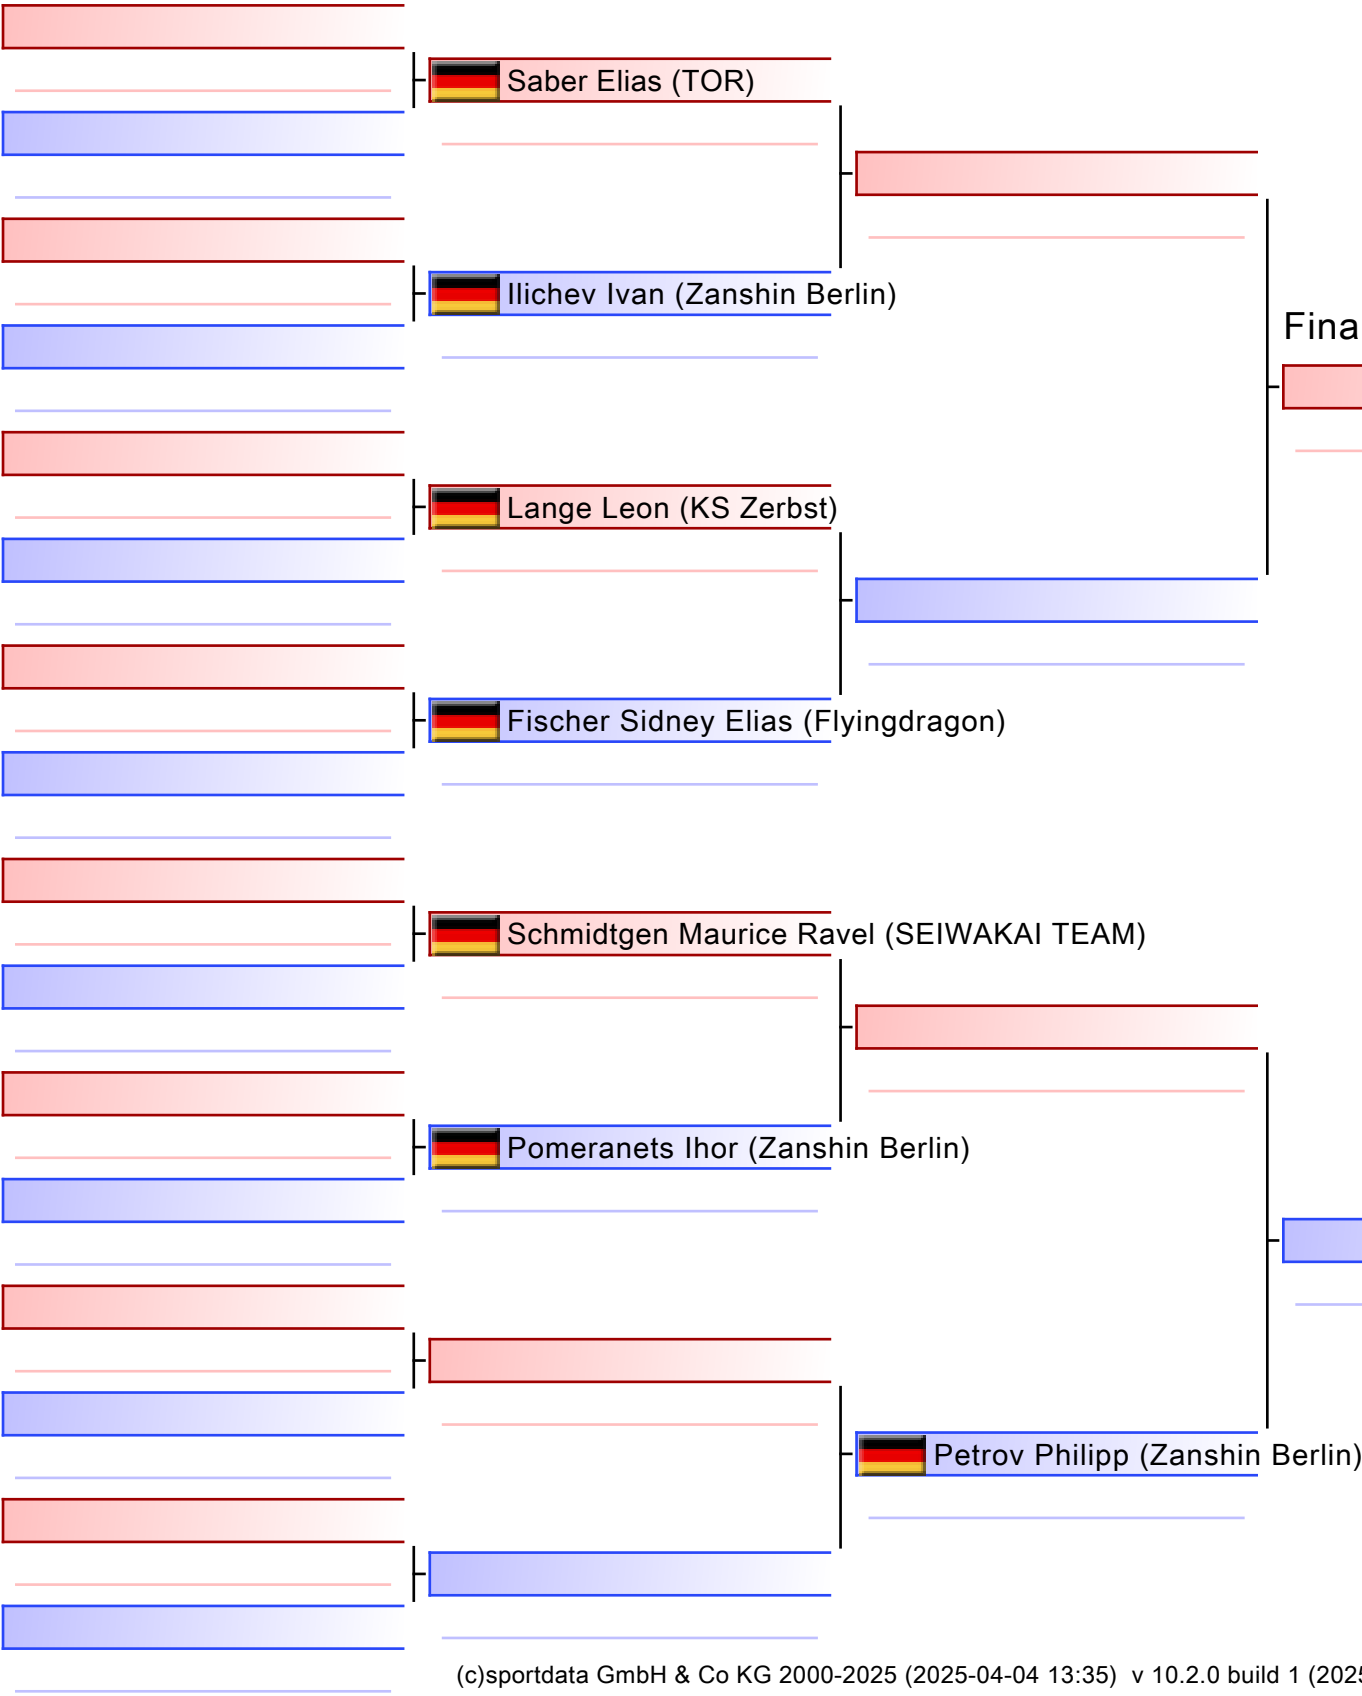 Saber Elias (TOR)
Ilichev Ivan (Zanshin Berlin)
Fina
Lange Leon (KS Zerbst)
Fischer Sidney Elias (Flyingdragon)
Schmidtgen Maurice Ravel (SEIWAKAI TEAM)
Pomeranets Ihor (Zanshin Berlin)
Petrov Philipp (Zanshin Berlin)
(c)sportdata GmbH & Co KG 2000-2025 (2025-04-04 13:35)  v 10.2.0 build 1 (2025